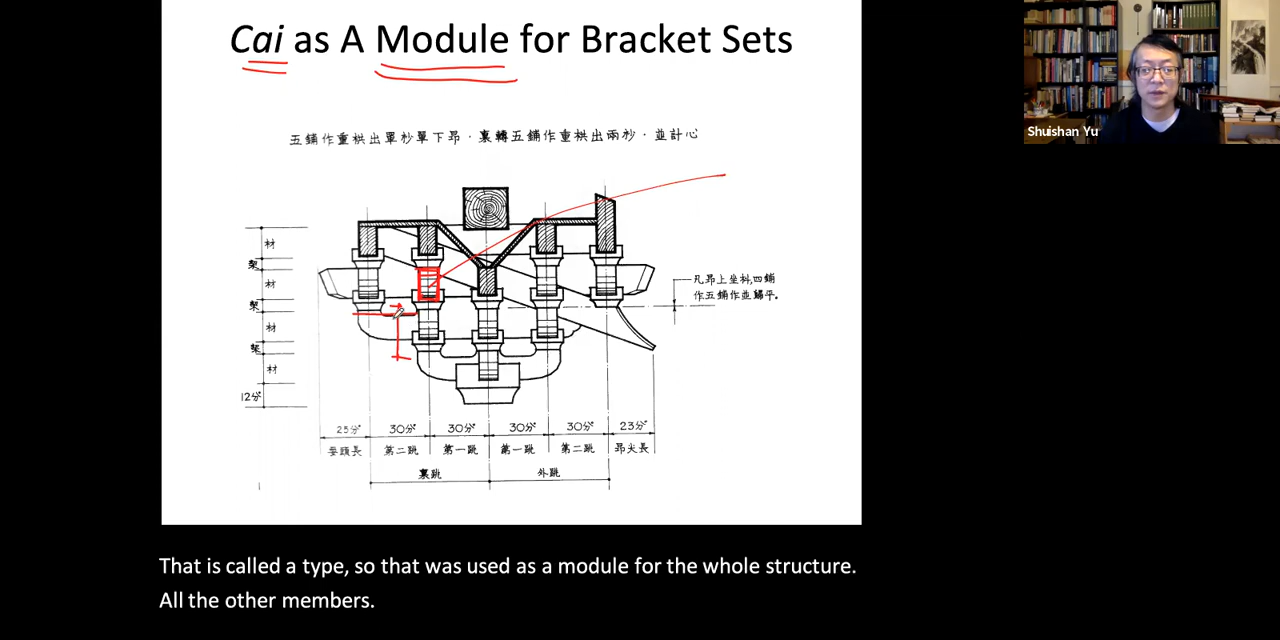 Cai as A Module for Bracket Sets
Shuishan Yu
五鋪作重栱出單杪單下昂，裏轉五鋪作重栱出兩杪，並計心
材
栔
材
栔
材
栔
材
12分°
凡昂上坐枓，四鋪
作五鋪作並歸平。
25分° 30分° 30分° 30分° 30分° 23分°
耍頭長 第二跳 第一跳 第一跳 第二跳 昂尖長
裏跳 外跳
That is called a type, so that was used as a module for the whole structure.
All the other members.